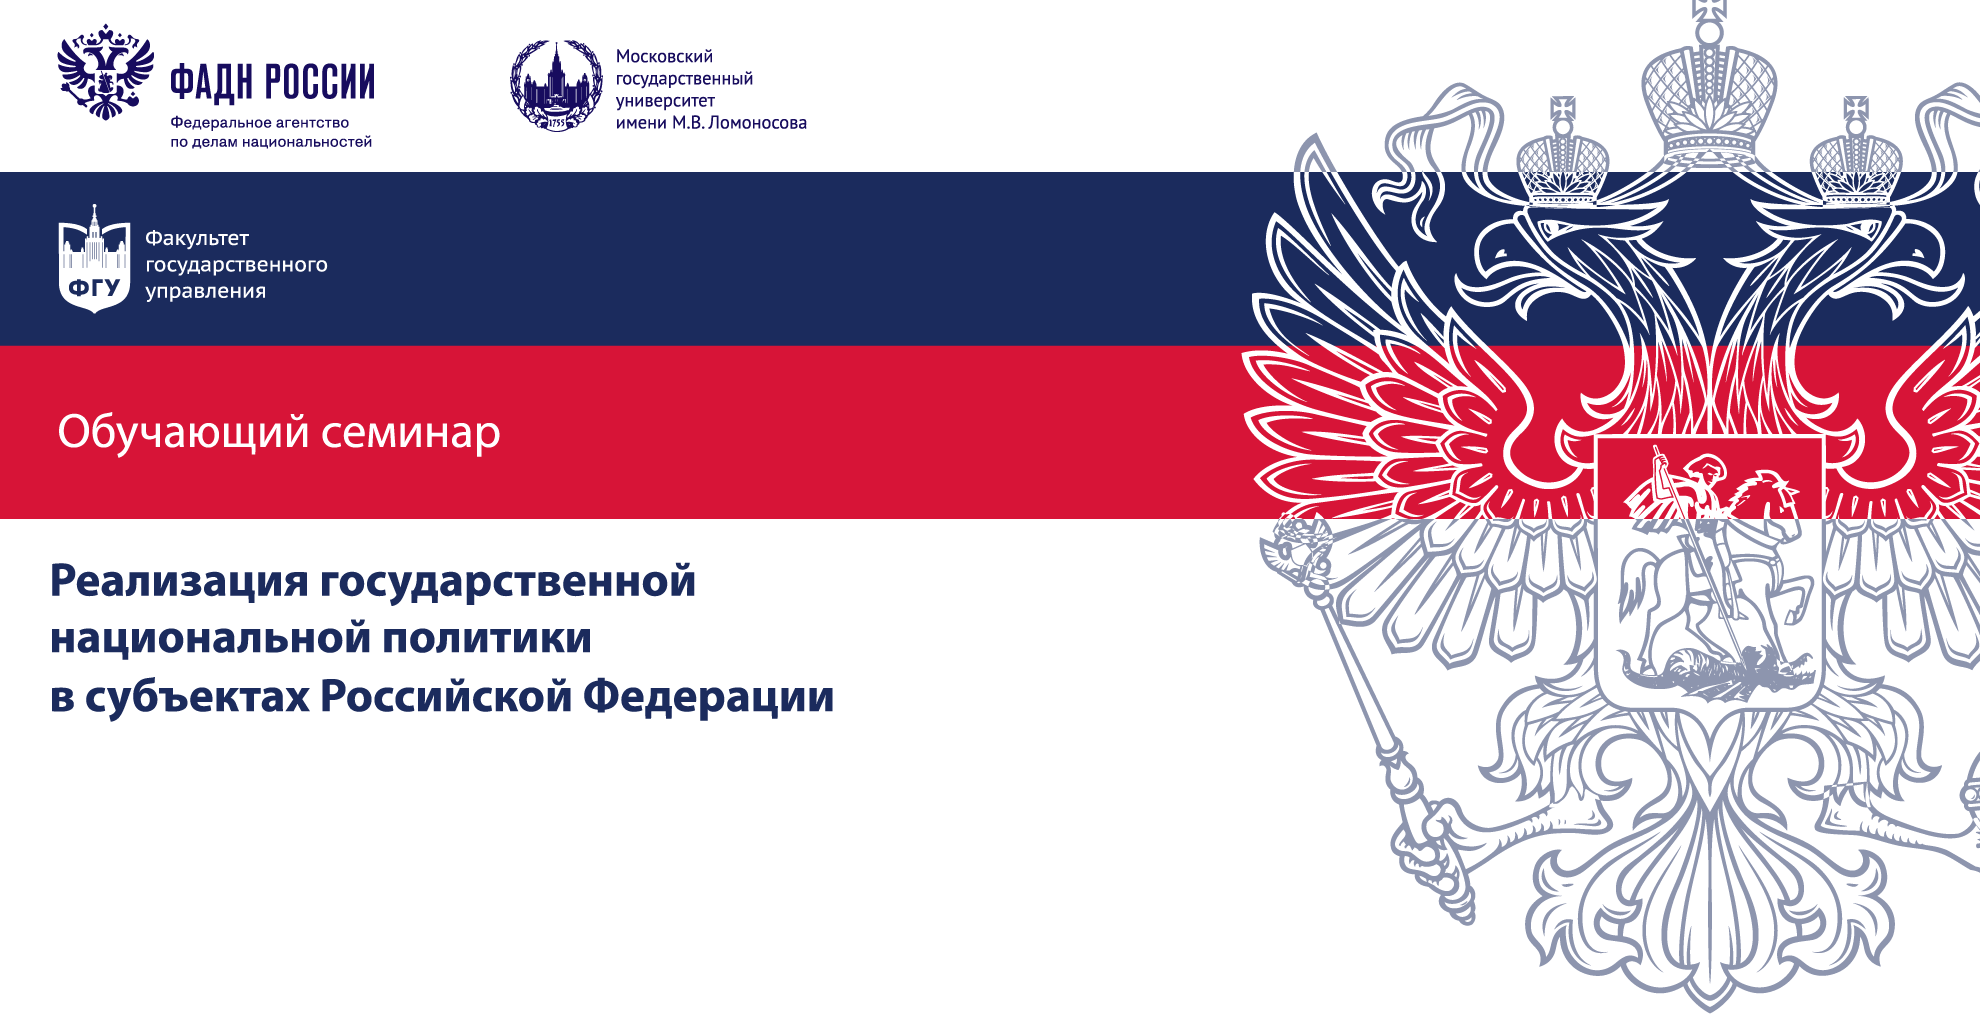 ФАДН РОССИИ
Федеральное агентство
по делам национальностей
1755
Московский
государственный
университет
имени М.В. Ломоносова
ФГУ
Факультет
государственного
управления
Обучающий семинар
Реализация государственной
национальной политики
в субъектах Российской Федерации